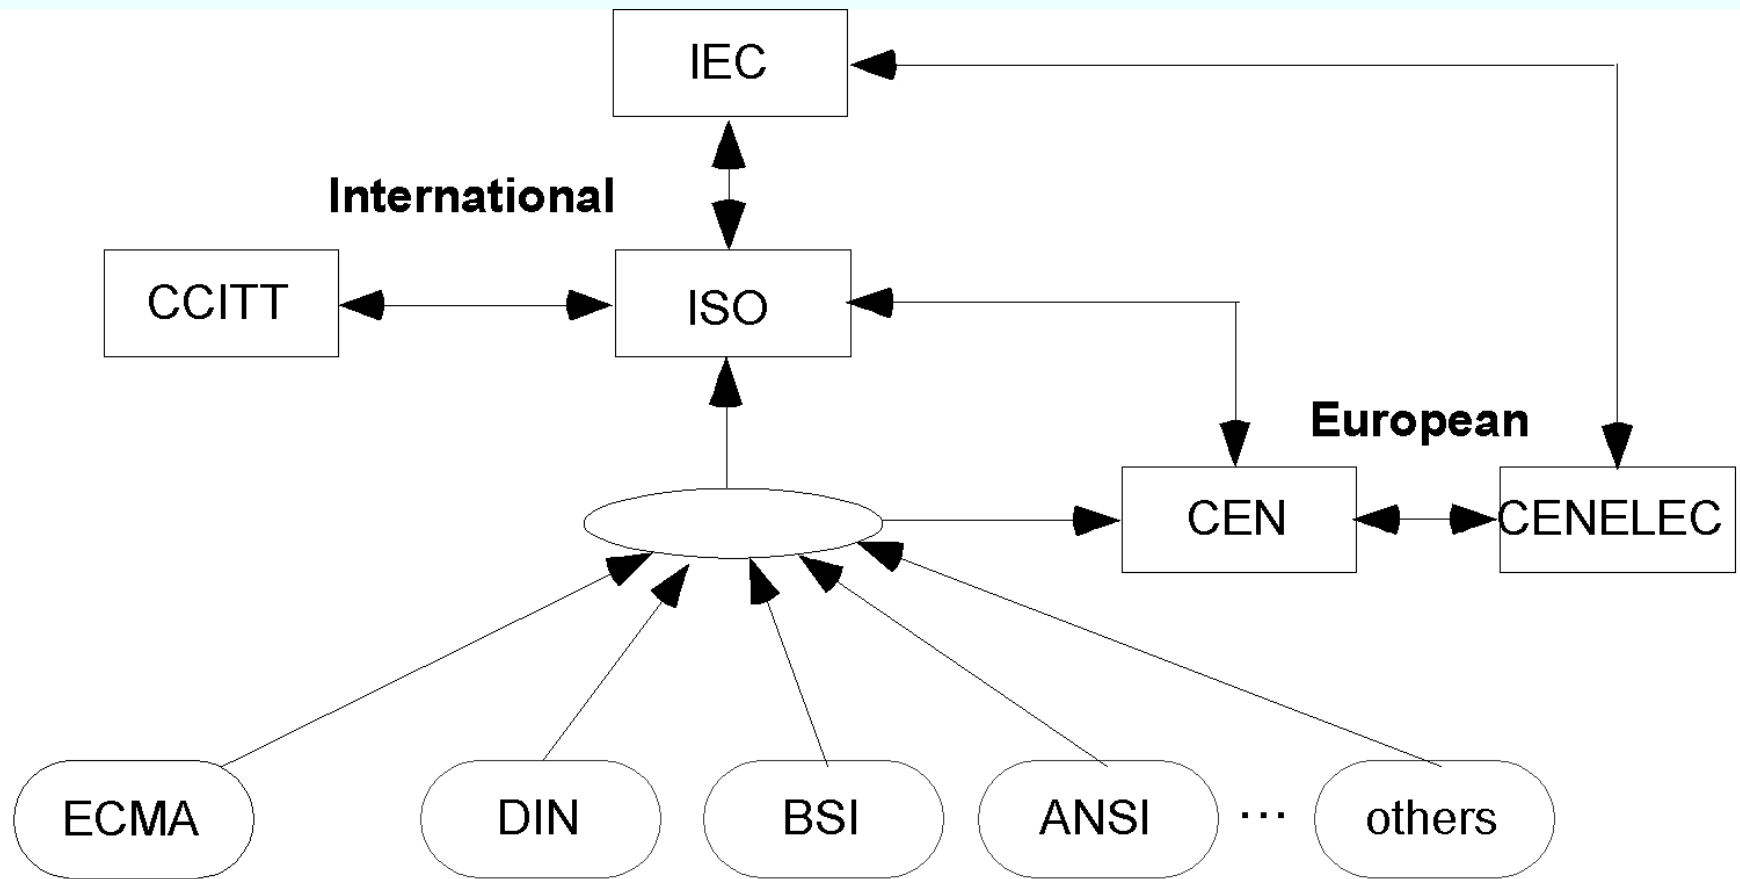 IEC
International
CCITT
ISO
European
CEN
CENELEC
ECMA
DIN
BSI
ANSI
...
others